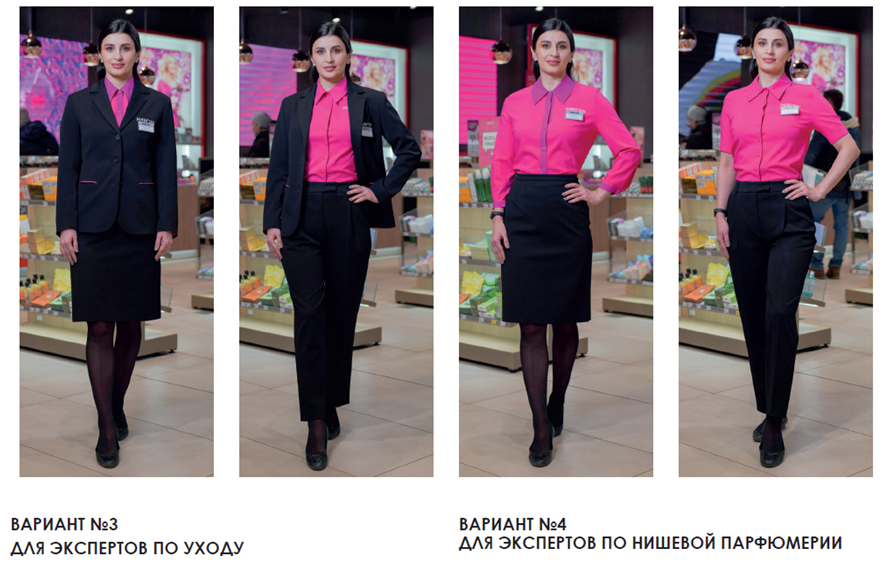 ВАРИАНТ №3
ДЛЯ ЭКСПЕРТОВ ПО УХОДУ
ВАРИАНТ №4
ДЛЯ ЭКСПЕРТОВ ПО НИШЕВОЙ ПАРФЮМЕРИИ